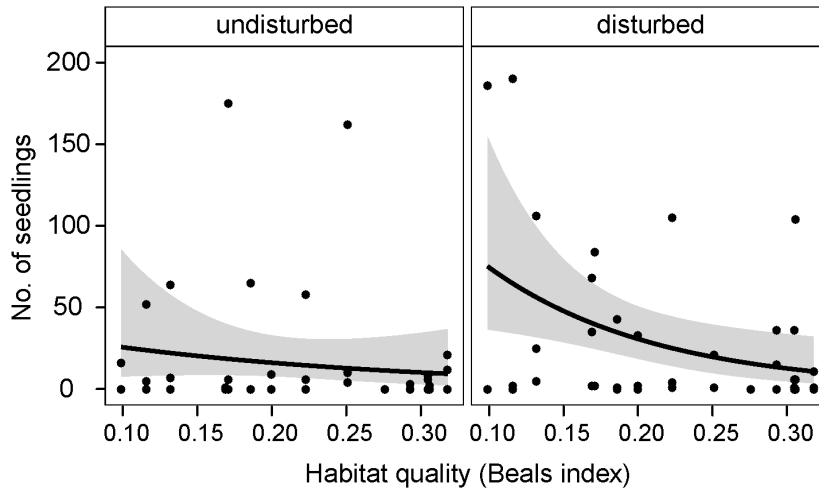 undisturbed disturbed
200
150
100
50
0
No. of seedlings
0.10 0.15 0.20 0.25 0.30 0.10 0.15 0.20 0.25 0.30
Habitat quality (Beals index)